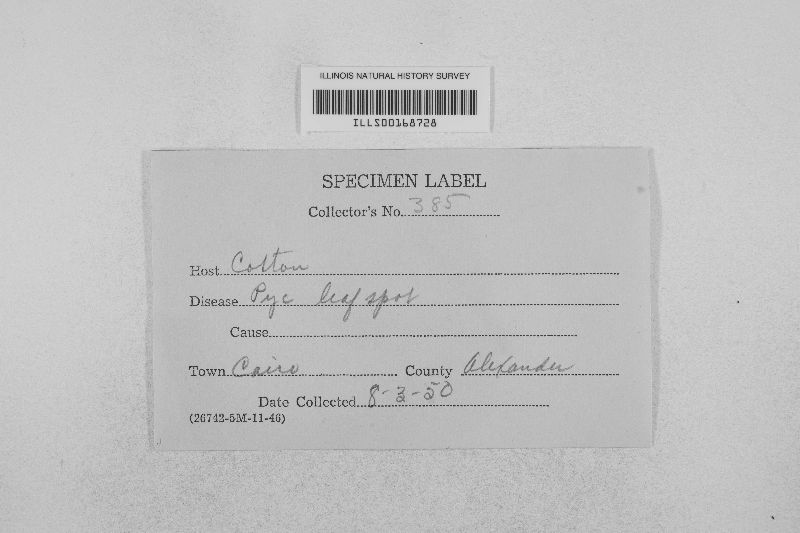 ILLINOIS NATURAL HISTORY SURVEY
ILLS00168728
SPECIMEN LABEL
Collector's No. 385
Host Cotton
Disease Pyc leaf spot
Cause
Town Cairo County Alexander
Date Collected 8-3-50
(26742-5M-11-46)